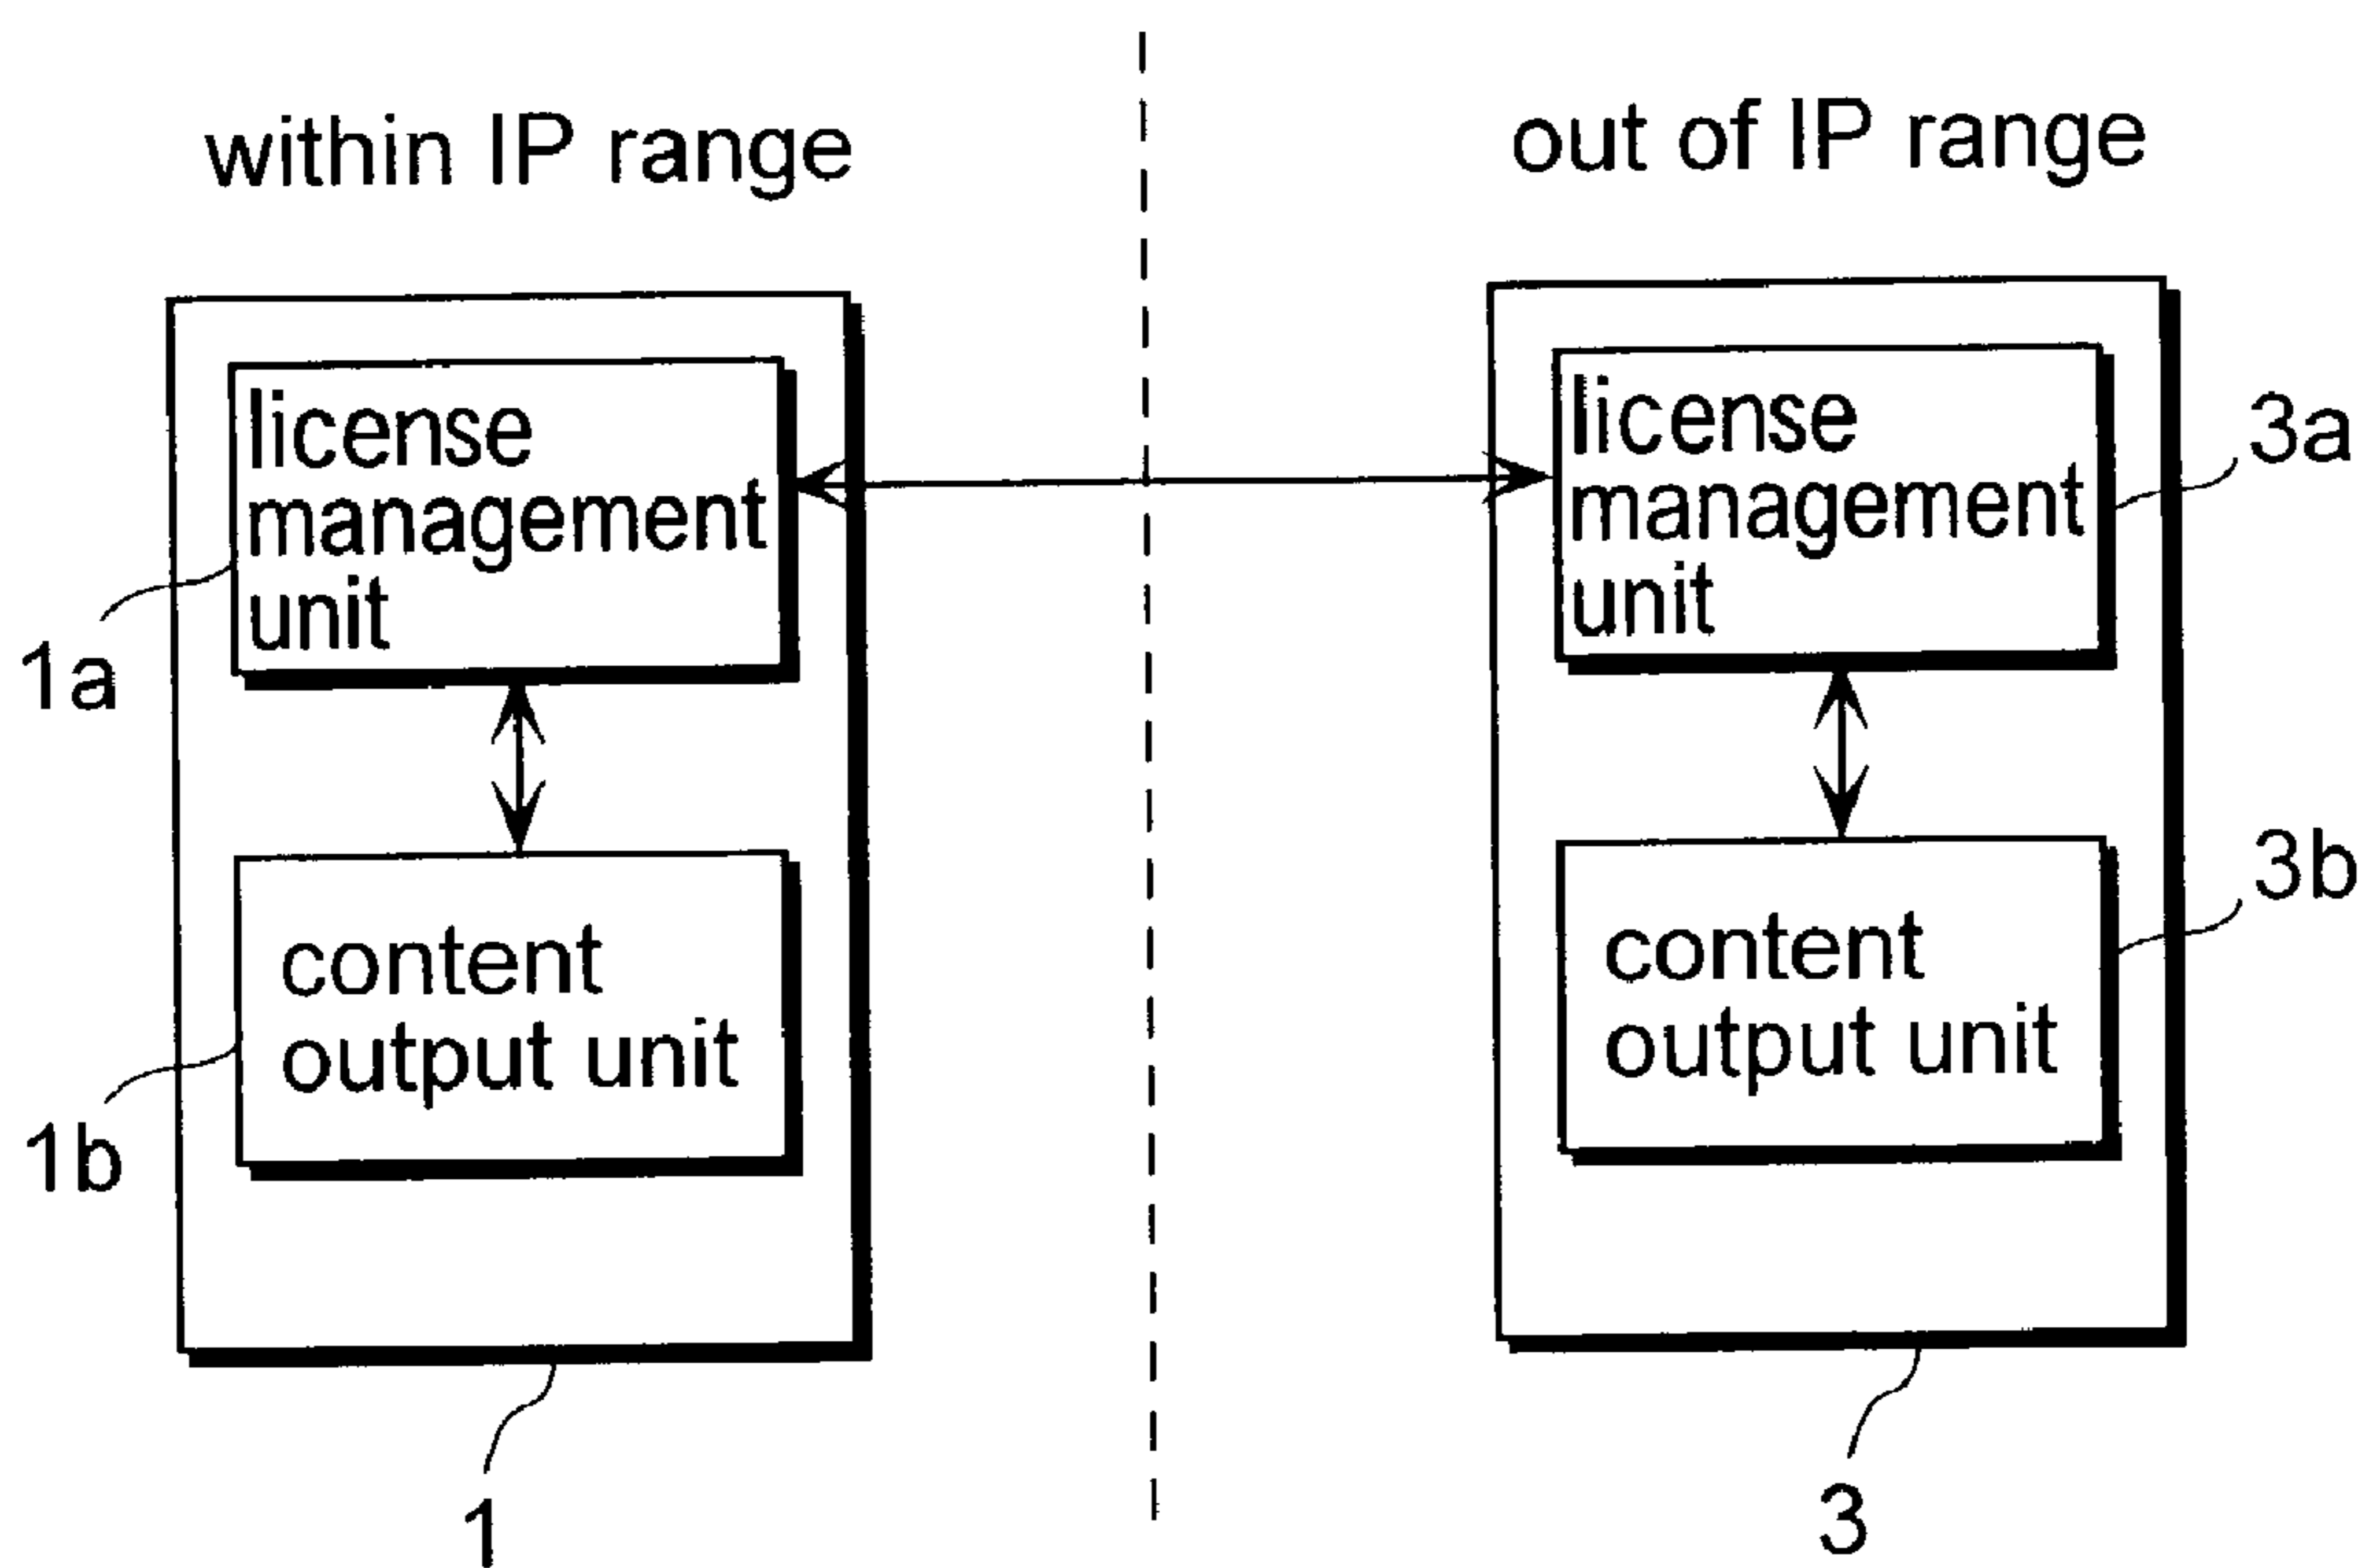 within IP range
out of IP range
license
management
unit
1a
content
output unit
1b
1
license
management
unit
3a
content
output unit
3b
3